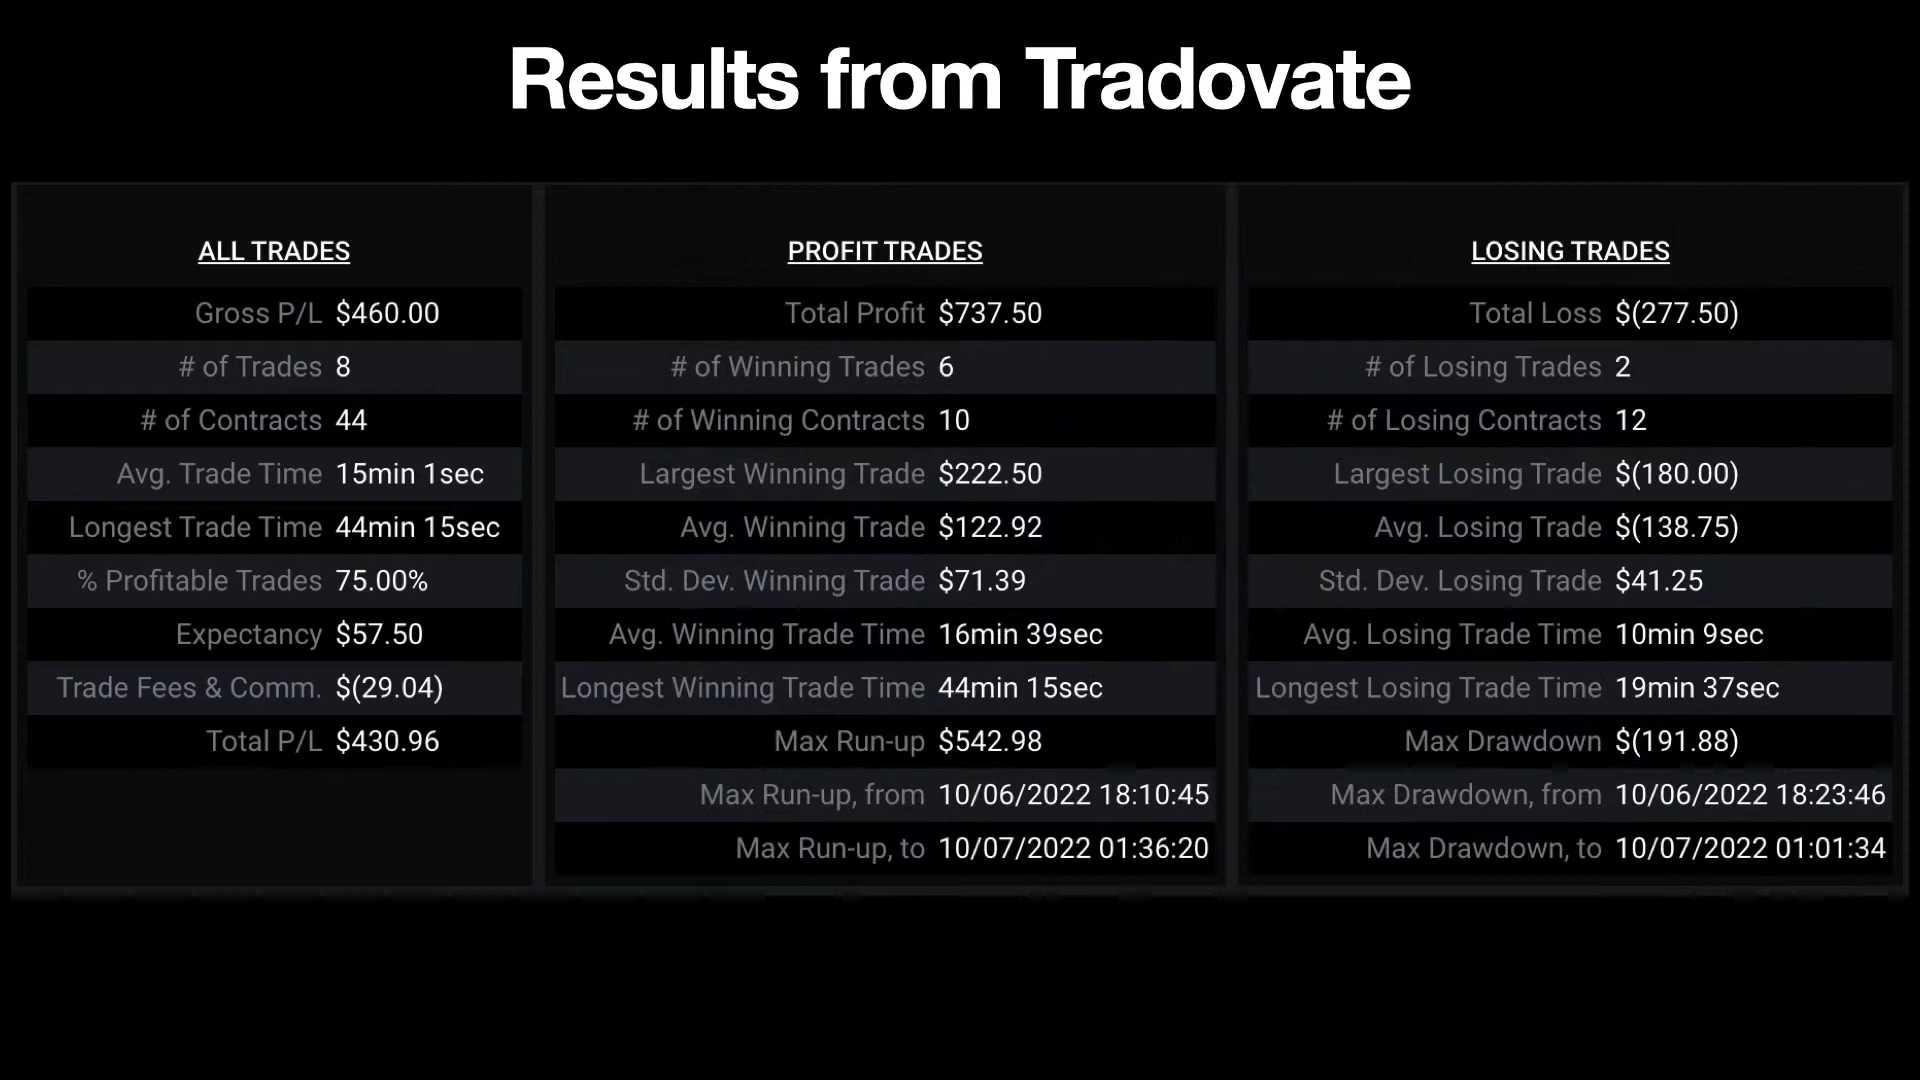 Results from Tradovate
ALL TRADES
Gross P/L $460.00
# of Trades 8
# of Contracts 44
Avg. Trade Time 15min 1sec
Longest Trade Time 44min 15sec
% Profitable Trades 75.00%
Expectancy $57.50
Trade Fees & Comm. $(29.04)
Total P/L $430.96
PROFIT TRADES
Total Profit $737.50
# of Winning Trades 6
# of Winning Contracts 10
Largest Winning Trade $222.50
Avg. Winning Trade $122.92
Std. Dev. Winning Trade $71.39
Avg. Winning Trade Time 16min 39sec
Longest Winning Trade Time 44min 15sec
Max Run-up $542.98
Max Run-up, from 10/06/2022 18:10:45
Max Run-up, to 10/07/2022 01:36:20
LOSING TRADES
Total Loss $(277.50)
# of Losing Trades 2
# of Losing Contracts 12
Largest Losing Trade $(180.00)
Avg. Losing Trade $(138.75)
Std. Dev. Losing Trade $41.25
Avg. Losing Trade Time 10min 9sec
Longest Losing Trade Time 19min 37sec
Max Drawdown $(191.88)
Max Drawdown, from 10/06/2022 18:23:46
Max Drawdown, to 10/07/2022 01:01:34